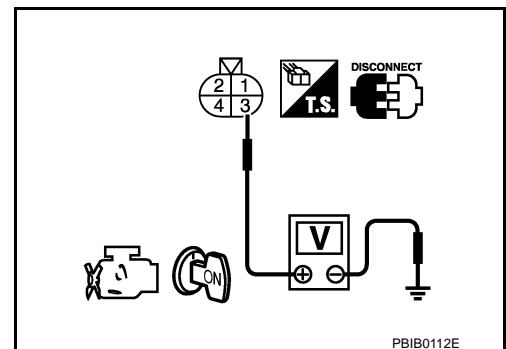 DISCONNECT
2 1
4 3
T.S.
V
ON
PBIB0112E